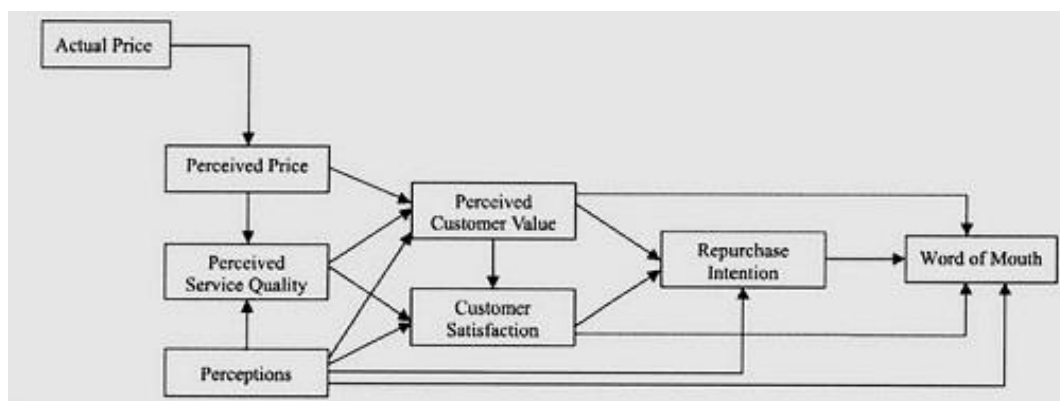 Actual Price
Perceived Price
Perceived
Customer Value
Perceived
Service Quality
Repurchase
Intention
Word of Mouth
Customer
Satisfaction
Perceptions